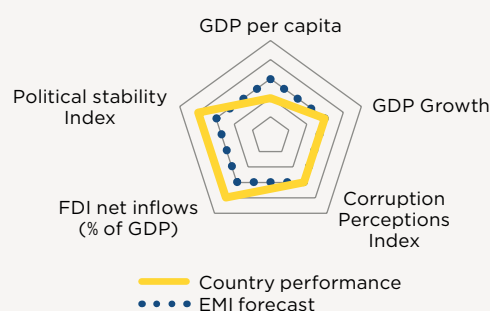 GDP per capita
Political stability
Index
GDP Growth
FDI net inflows
(% of GDP)
Corruption
Perceptions
Index
Country performance
EMI forecast